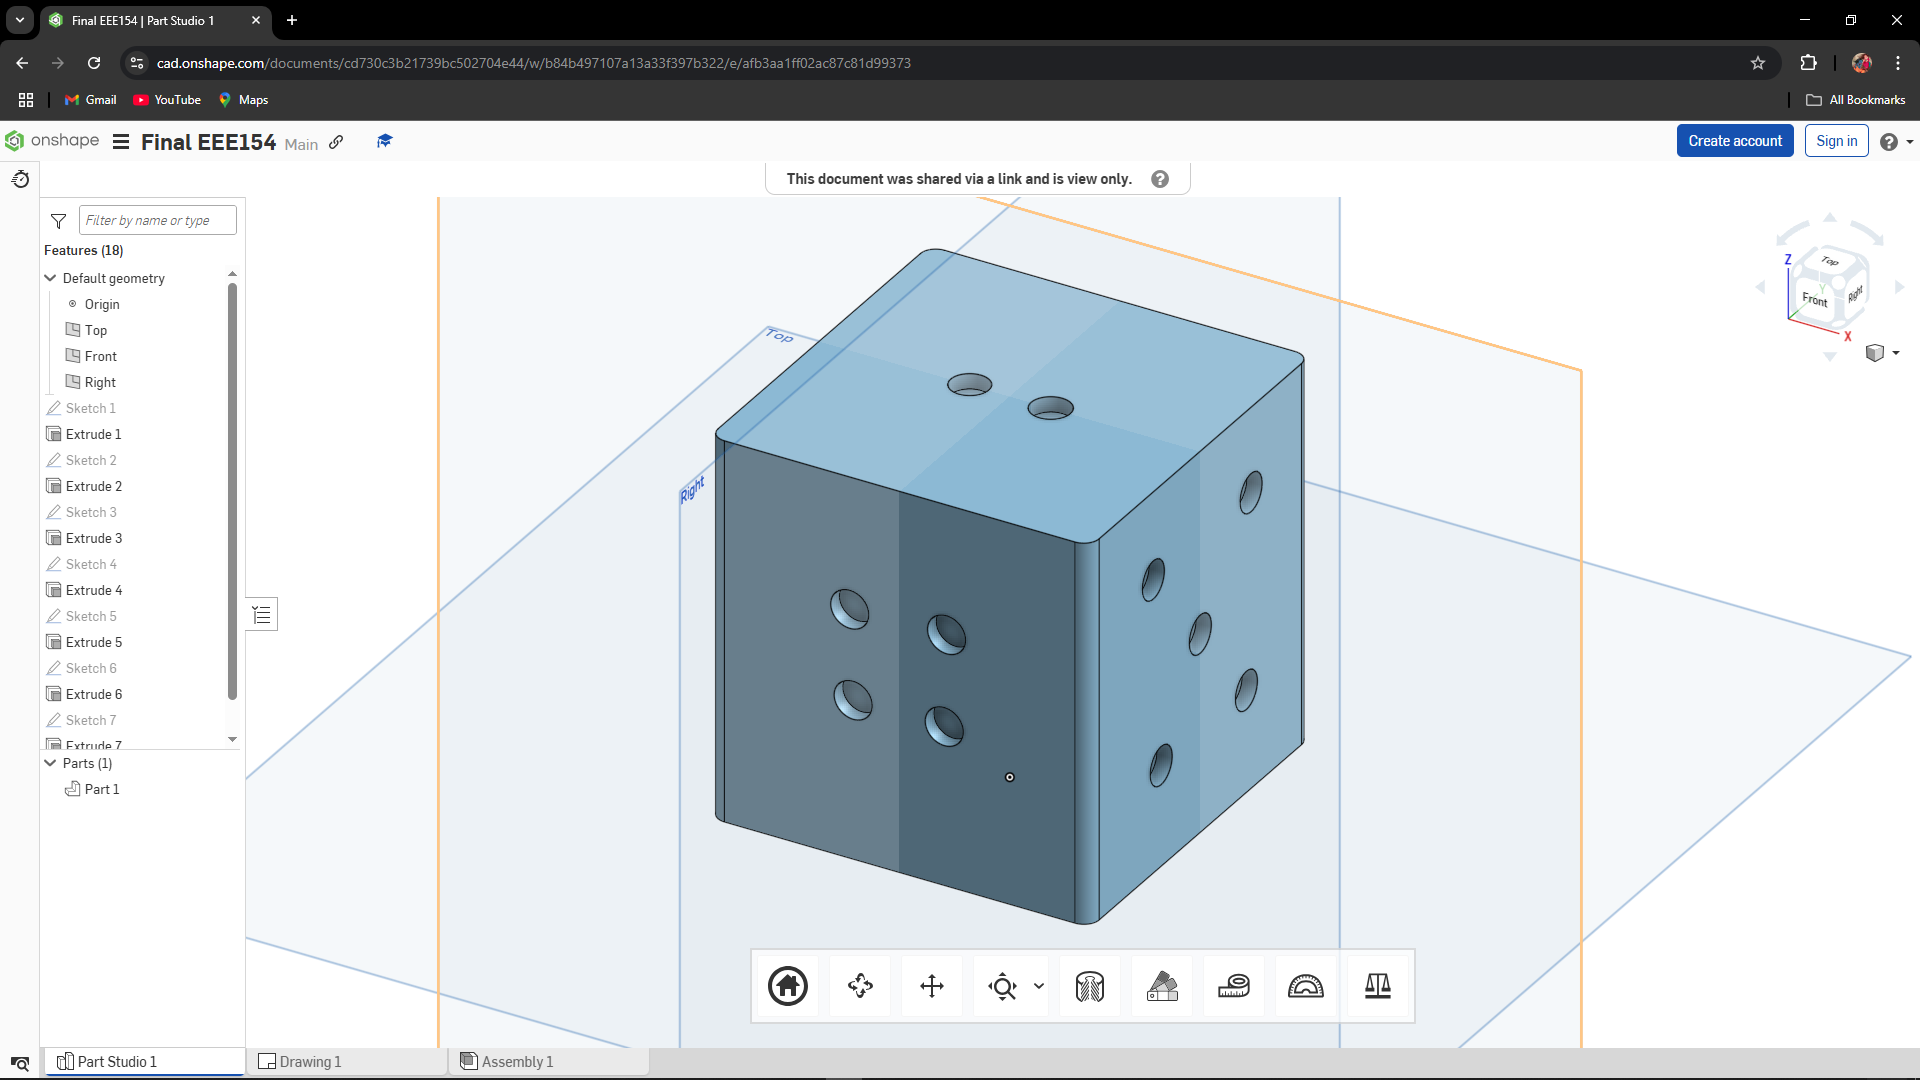 Final EEE154 | Part Studio 1
cad.onshape.com/documents/cd730c3b21739bc502704e44/w/b84b497107a13a33f397b322/e/afb3aa1ff02ac87c81d99373
Gmail YouTube Maps All Bookmarks
onshape Final EEE154 Main Create account Sign in ?
This document was shared via a link and is view only. ?
Filter by name or type
Features (18)
Default geometry
Origin
Top
Front
Right
Sketch 1
Extrude 1
Sketch 2
Extrude 2
Sketch 3
Extrude 3
Sketch 4
Extrude 4
Sketch 5
Extrude 5
Sketch 6
Extrude 6
Sketch 7
Extrude 7
Parts (1)
Part 1
Top
Right
Z
Top
Y
Front
Right
X
Part Studio 1 Drawing 1 Assembly 1